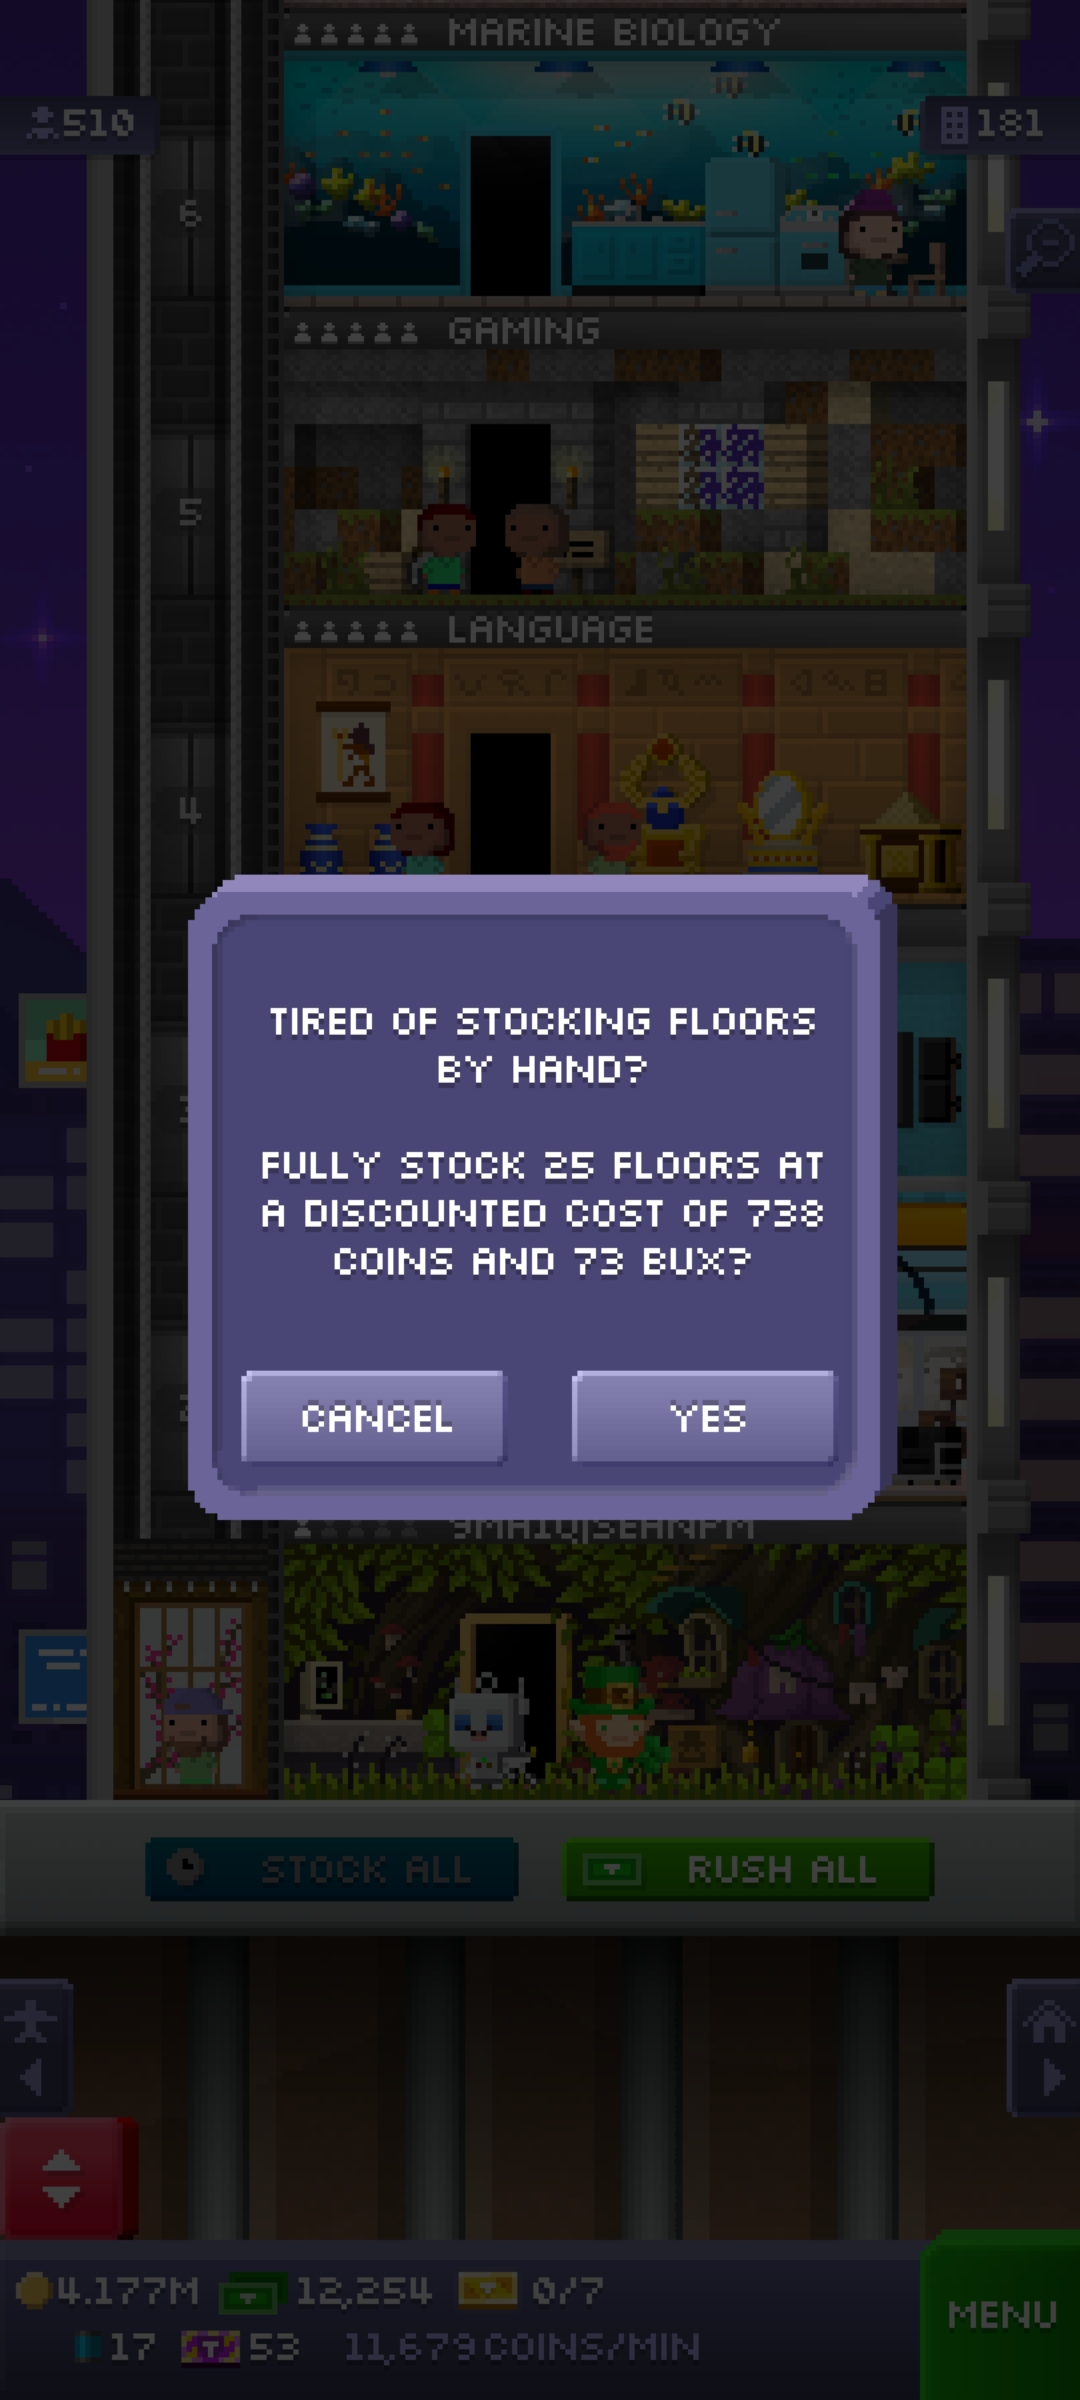 MARINE BIOLOGY
510
181
6
GAMING
5
LANGUAGE
4
TIRED OF STOCKING FLOORS
BY HAND?
FULLY STOCK 25 FLOORS AT
A DISCOUNTED COST OF 738
COINS AND 73 BUX?
CANCEL
YES
STOCK ALL
RUSH ALL
4.177M
12,254
0/7
MENU
17
53
11,679 COINS/MIN